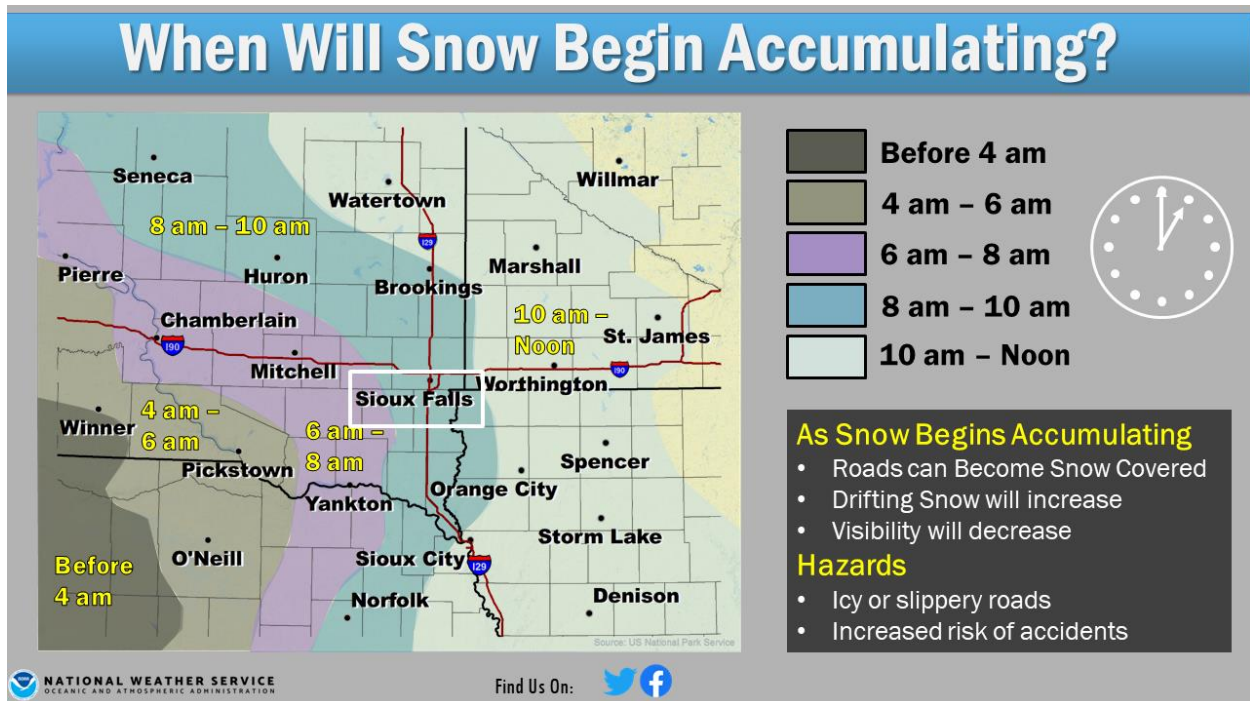 When Will Snow Begin Accumulating?
Seneca
Watertown
Willmar
8 am – 10 am
129
Pierre
Huron
Brookings
Marshall
Chamberlain
190
10 am –
Noon
St. James
Mitchell
190
Worthington
Sioux Falls
Winner
4 am –
6 am
6 am –
8 am
Pickstown
Spencer
Yankton
Orange City
O'Neill
Sioux City
129
Storm Lake
Before
4 am
Norfolk
Denison
Source: US National Park Service
Before 4 am
4 am – 6 am
6 am – 8 am
8 am – 10 am
10 am – Noon
As Snow Begins Accumulating
• Roads can Become Snow Covered
• Drifting Snow will increase
• Visibility will decrease
Hazards
• Icy or slippery roads
• Increased risk of accidents
NATIONAL WEATHER SERVICE
OCEANIC AND ATMOSPHERIC ADMINISTRATION
Find Us On: